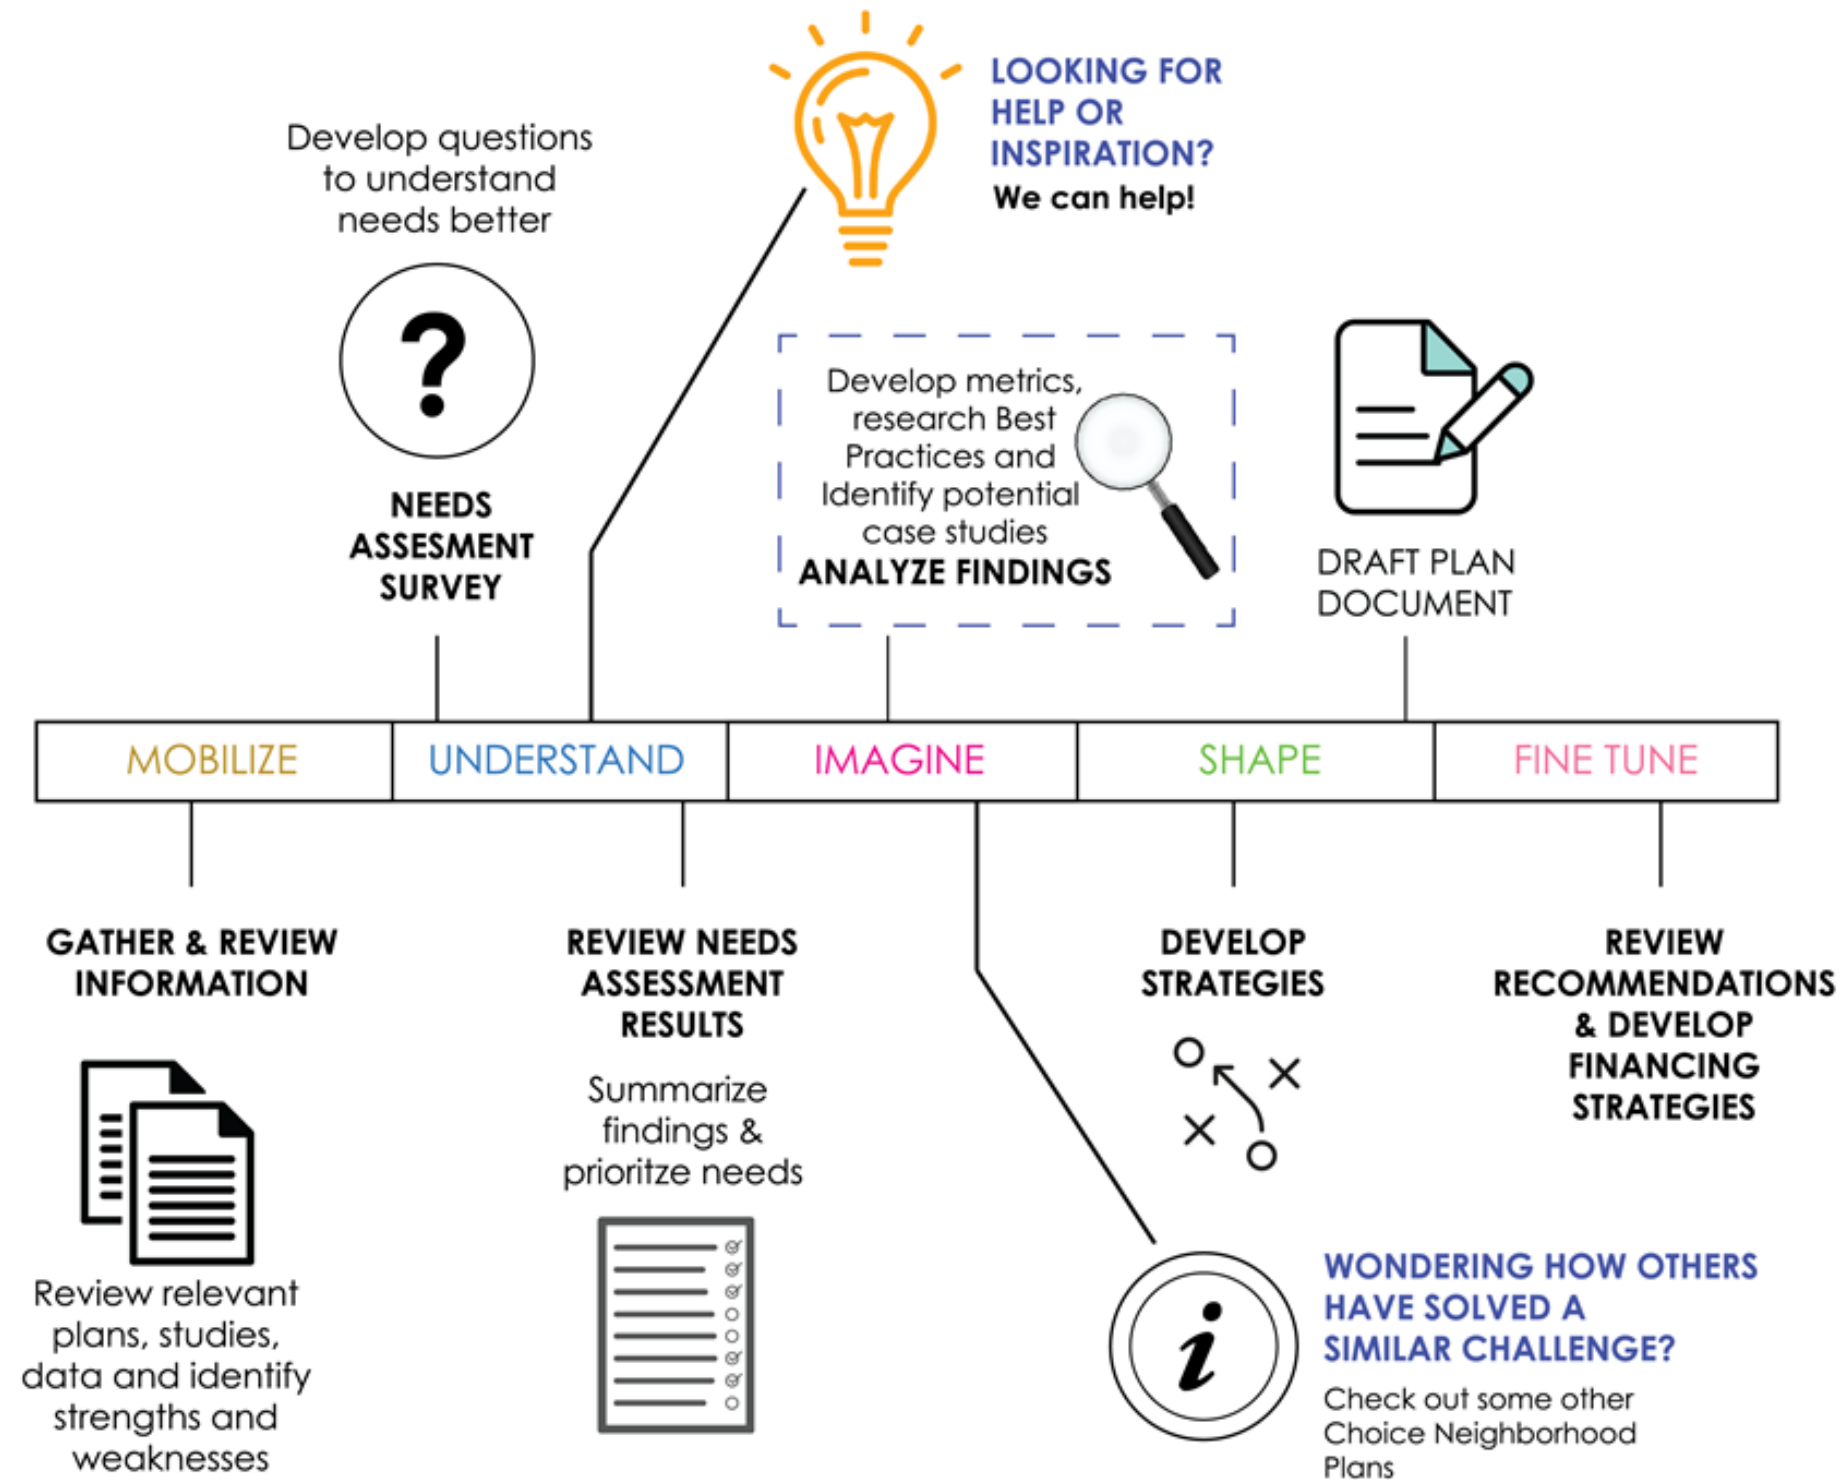 LOOKING FOR
HELP OR
INSPIRATION?
We can help!
Develop questions
to understand
needs better
?
NEEDS
ASSESMENT
SURVEY
Develop metrics,
research Best
Practices and
Identify potential
case studies
ANALYZE FINDINGS
DRAFT PLAN
DOCUMENT
MOBILIZE
UNDERSTAND
IMAGINE
SHAPE
FINE TUNE
GATHER & REVIEW
INFORMATION
Review relevant
plans, studies,
data and identify
strengths and
weaknesses
REVIEW NEEDS
ASSESSMENT
RESULTS
Summarize
findings &
prioritze needs
DEVELOP
STRATEGIES
REVIEW
RECOMMENDATIONS
& DEVELOP
FINANCING
STRATEGIES
i
WONDERING HOW OTHERS
HAVE SOLVED A
SIMILAR CHALLENGE?
Check out some other
Choice Neighborhood
Plans